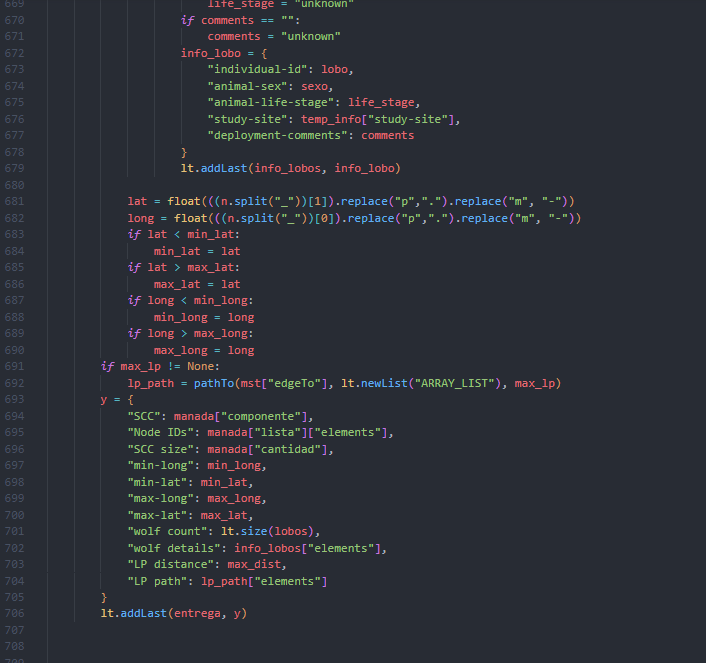 669 life_stage = "unknown"
670 if comments == "":
671 comments = "unknown"
672 info_lobo = {
673 "individual-id": lobo,
674 "animal-sex": sexo,
675 "animal-life-stage": life_stage,
676 "study-site": temp_info["study-site"],
677 "deployment-comments": comments
678 }
679 lt.addLast(info_lobos, info_lobo)
680
681 lat = float(((n.split("_"))[1]).replace("p",".").replace("m", "-"))
682 long = float(((n.split("_"))[0]).replace("p",".").replace("m", "-"))
683 if lat < min_lat:
684 min_lat = lat
685 if lat > max_lat:
686 max_lat = lat
687 if long < min_long:
688 min_long = long
689 if long > max_long:
690 max_long = long
691 if max_lp != None:
692 lp_path = pathTo(mst["edgeTo"], lt.newList("ARRAY_LIST"), max_lp)
693 y = {
694 "SCC": manada["componente"],
695 "Node IDs": manada["lista"]["elements"],
696 "SCC size": manada["cantidad"],
697 "min-long": min_long,
698 "min-lat": min_lat,
699 "max-long": max_long,
700 "max-lat": max_lat,
701 "wolf count": lt.size(lobos),
702 "wolf details": info_lobos["elements"],
703 "LP distance": max_dist,
704 "LP path": lp_path["elements"]
705 }
706 lt.addLast(entrega, y)
707
708
709